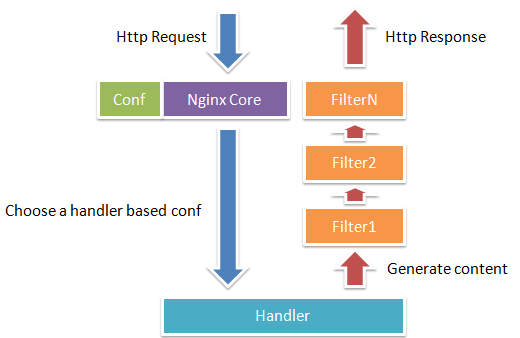 Http Request
Http Response
Conf
Nginx Core
FilterN
Filter2
Choose a handler based conf
Filter1
Generate content
Handler